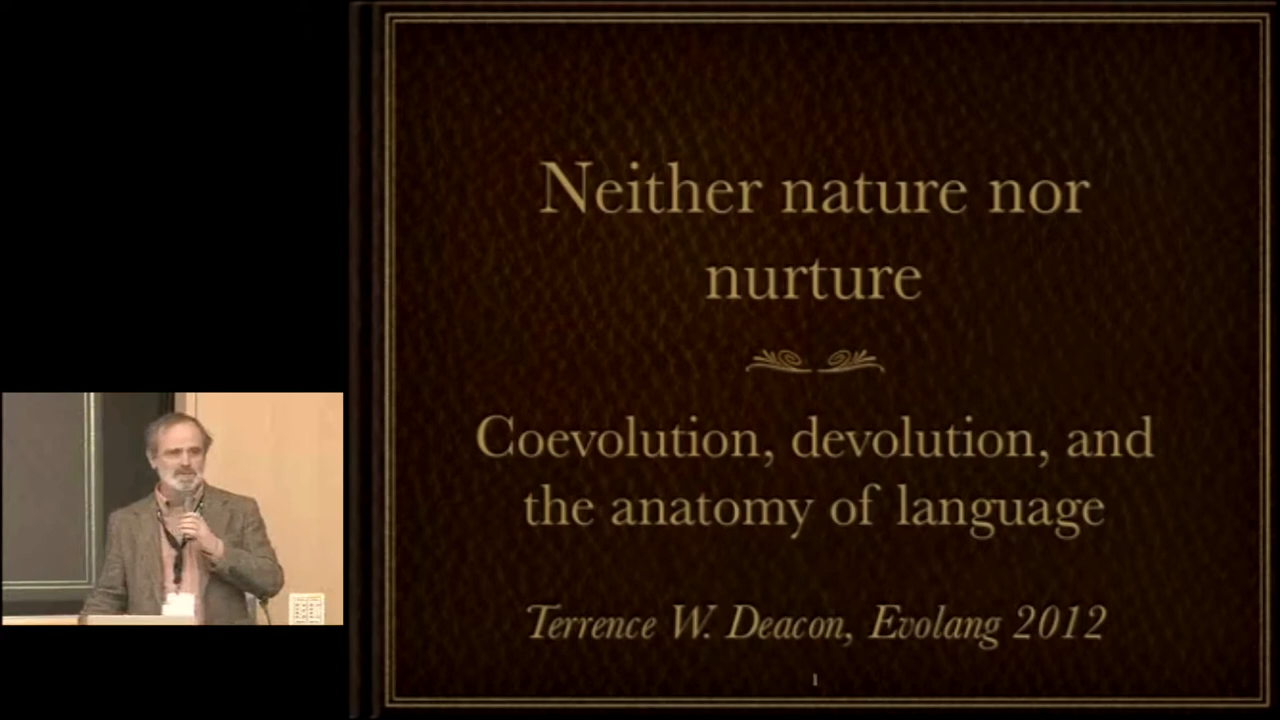 Neither nature nor
nurture
Coevolution, devolution, and
the anatomy of language
Terrence W. Deacon, Evolang 2012
1